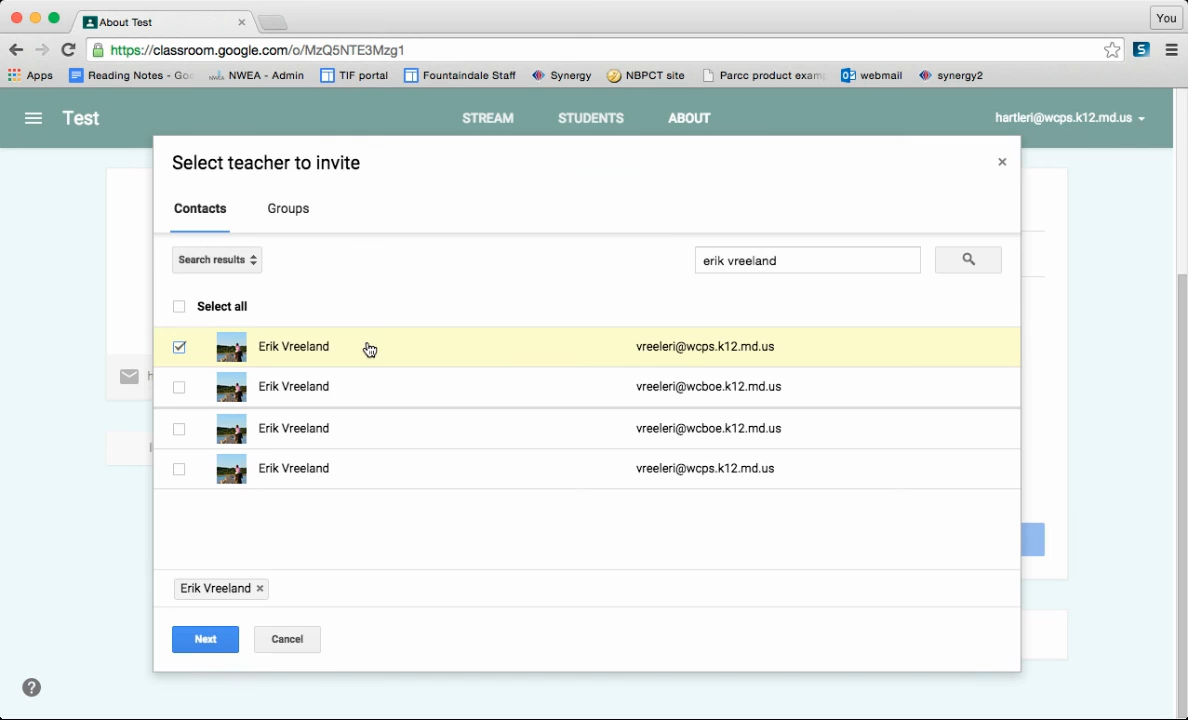 About Test
You
https://classroom.google.com/o/MzQ5NTE3Mzg1
Apps
Reading Notes - Goo
NWEA - Admin
TIF portal
Fountaindale Staff
Synergy
NBPCT site
Parcc product examp
webmail
synergy2
Test
STREAM
STUDENTS
ABOUT
hartleri@wcps.k12.md.us
Select teacher to invite
Contacts
Groups
Search results
erik vreeland
Select all
Erik Vreeland vreeleri@wcps.k12.md.us
Erik Vreeland vreeleri@wcboe.k12.md.us
Erik Vreeland vreeleri@wcboe.k12.md.us
Erik Vreeland vreeleri@wcps.k12.md.us
Erik Vreeland
Next
Cancel